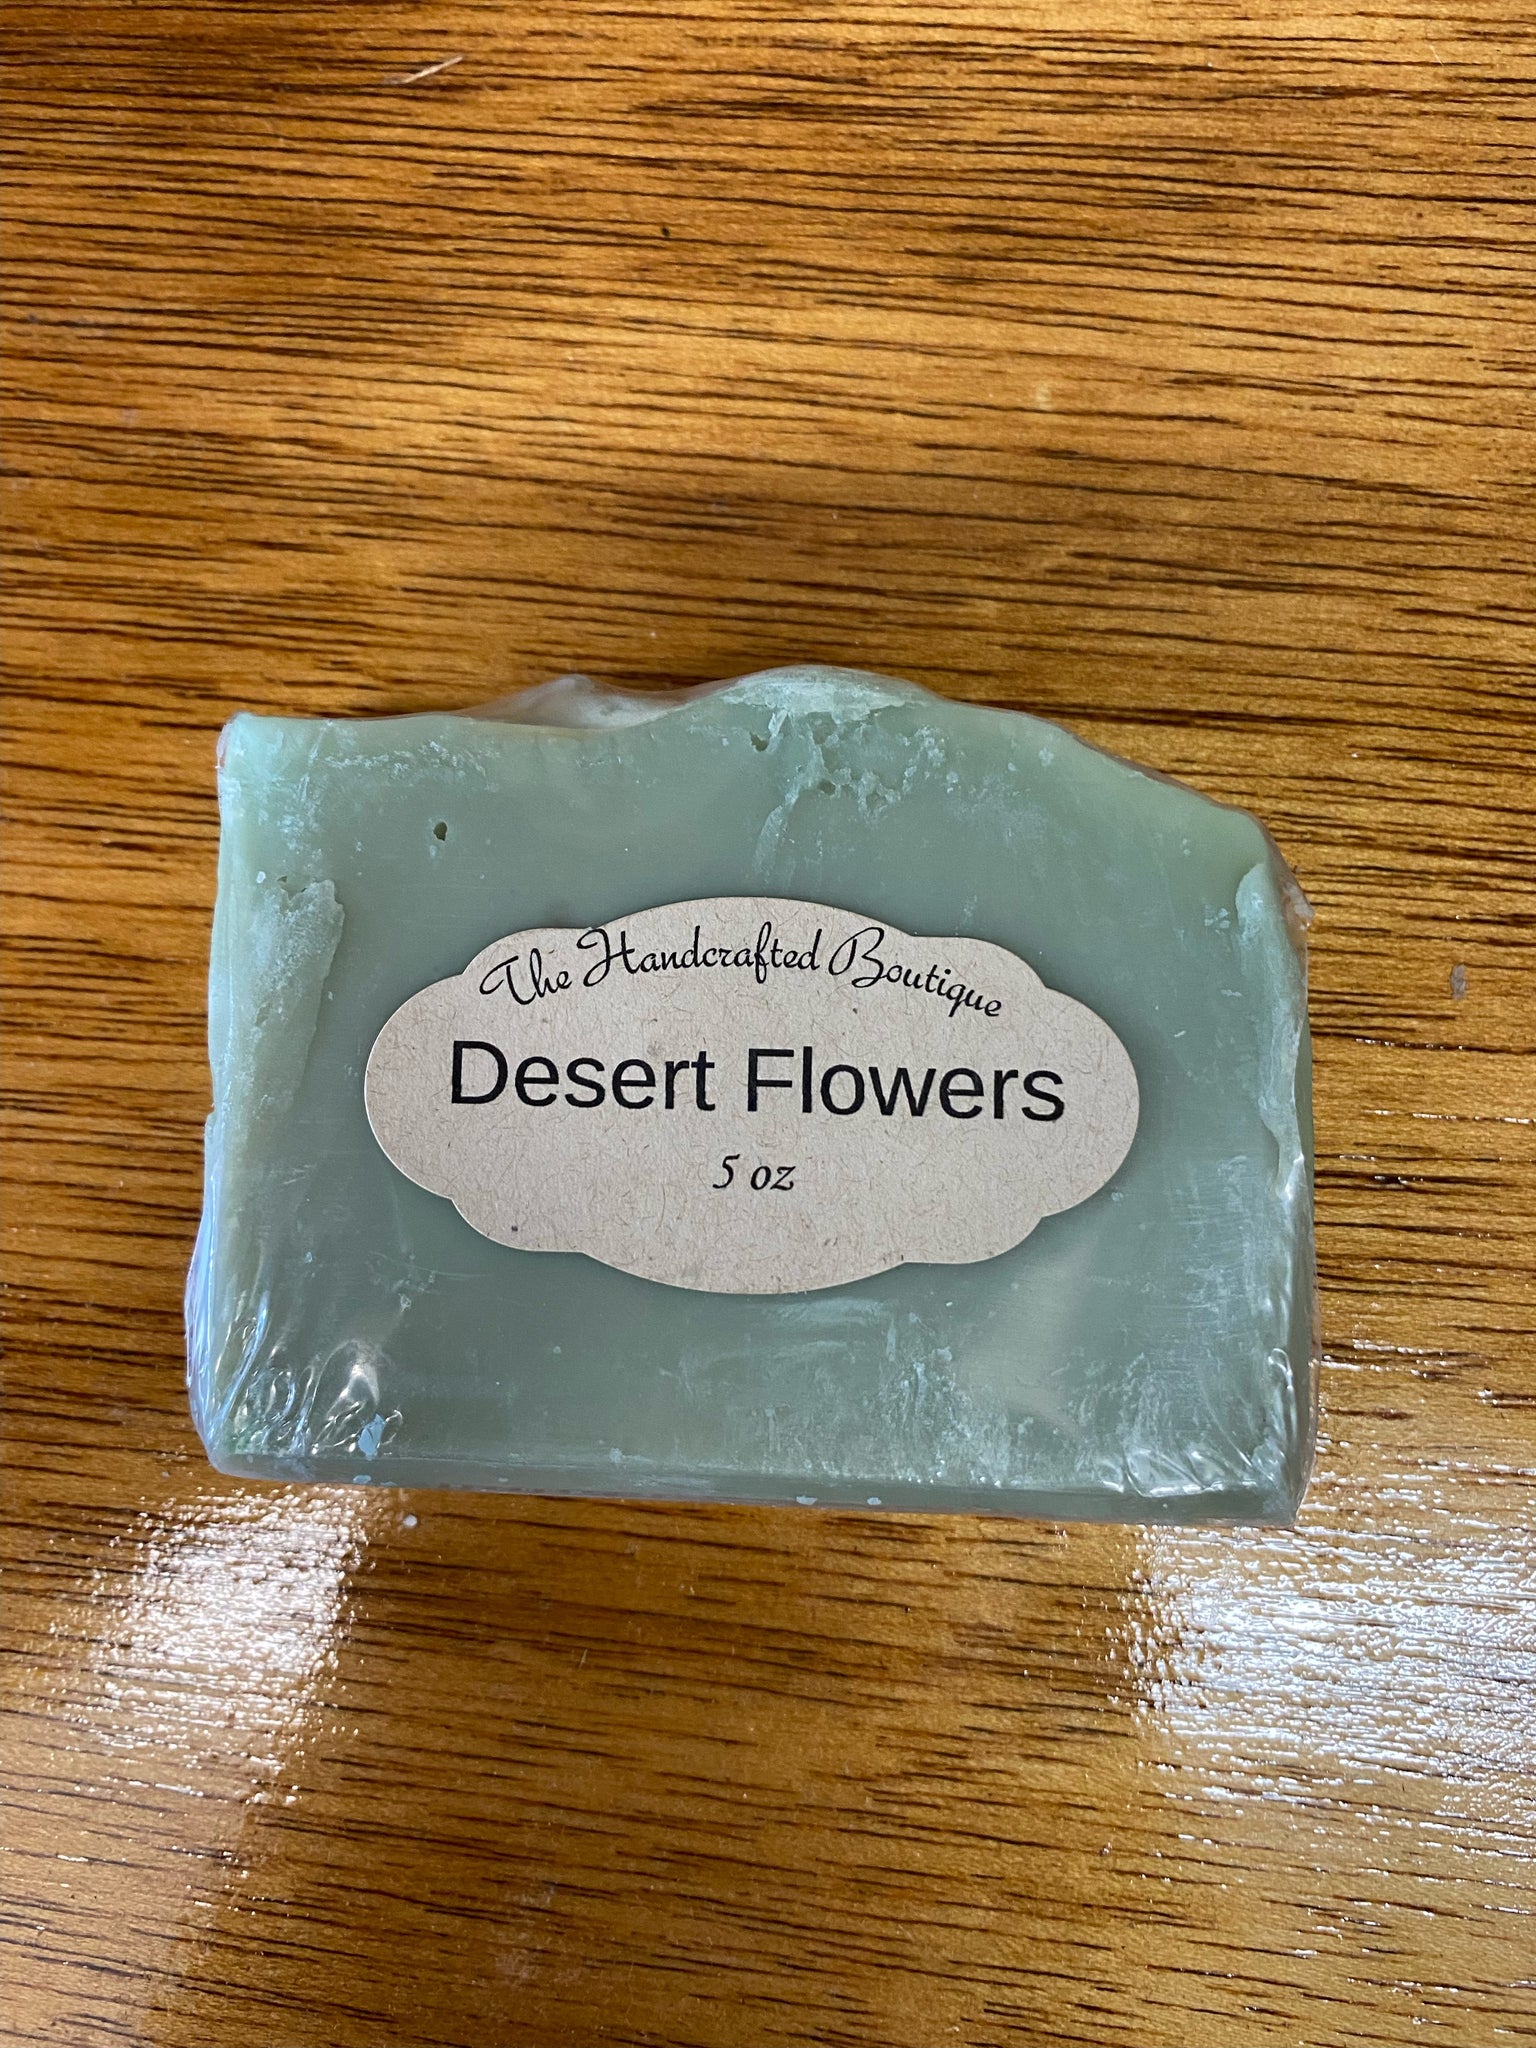 The Handcrafted Boutique
Desert Flowers
5 oz